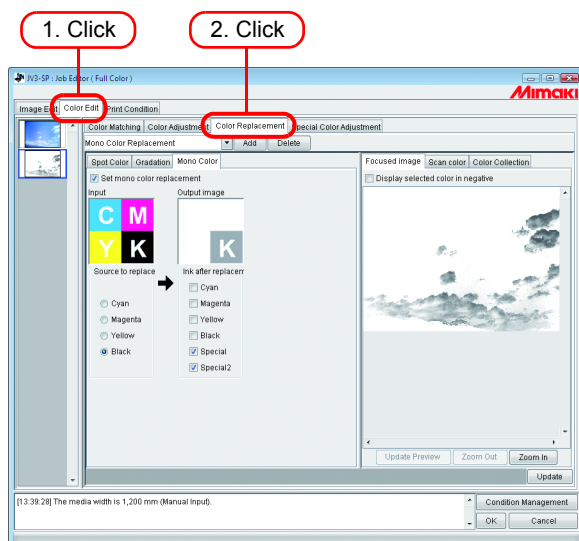 1. Click
2. Click
JV3-SP : Job Editor ( Full Color )
Mimaki
Image Edit Color Edit Print Condition
Color Matching Color Adjustment Color Replacement Special Color Adjustment
Mono Color Replacement Add Delete
Spot Color Gradation Mono Color
Focused image Scan color Color Collection
Set mono color replacement
Display selected color in negative
Input Output image
C M
Y K
K
Source to replace Ink after replacem
Cyan
Cyan
Magenta
Magenta
Yellow
Yellow
Black
Black
Special
Special2
Update Preview Zoom Out Zoom In
Update
[13:39:28] The media width is 1,200 mm (Manual Input).
Condition Management
OK Cancel